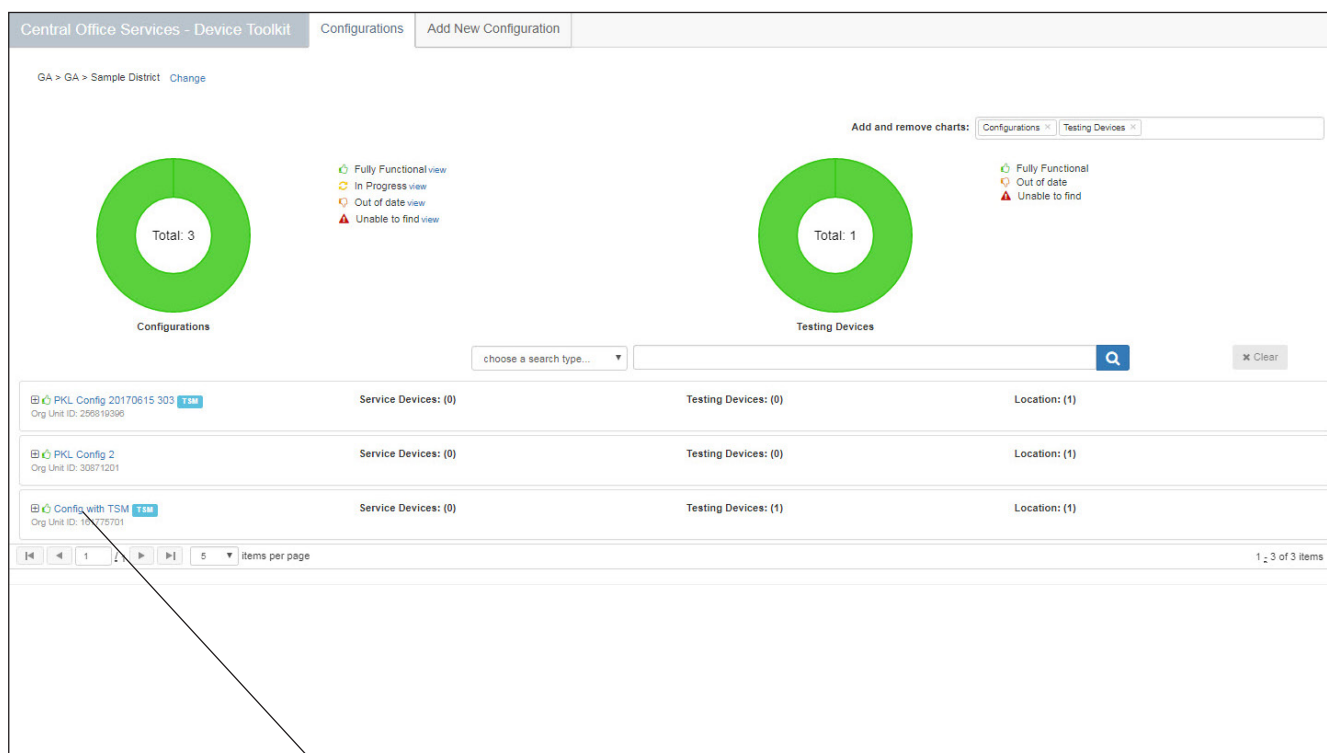 Central Office Services - Device Toolkit Configurations Add New Configuration
GA > GA > Sample District Change
Add and remove charts: Configurations × Testing Devices ×
Fully Functional view
In Progress view
Out of date view
Unable to find view
Total: 3
Configurations
Fully Functional
Out of date
Unable to find
Total: 1
Testing Devices
choose a search type... Clear
PKL Config 20170615 303 TSM Service Devices: (0) Testing Devices: (0) Location: (1)
Org Unit ID: 256819396
PKL Config 2 Service Devices: (0) Testing Devices: (0) Location: (1)
Org Unit ID: 30871201
Config with TSM TSM Service Devices: (0) Testing Devices: (1) Location: (1)
Org Unit ID: 161775701
1 / 5 items per page 1 - 3 of 3 items